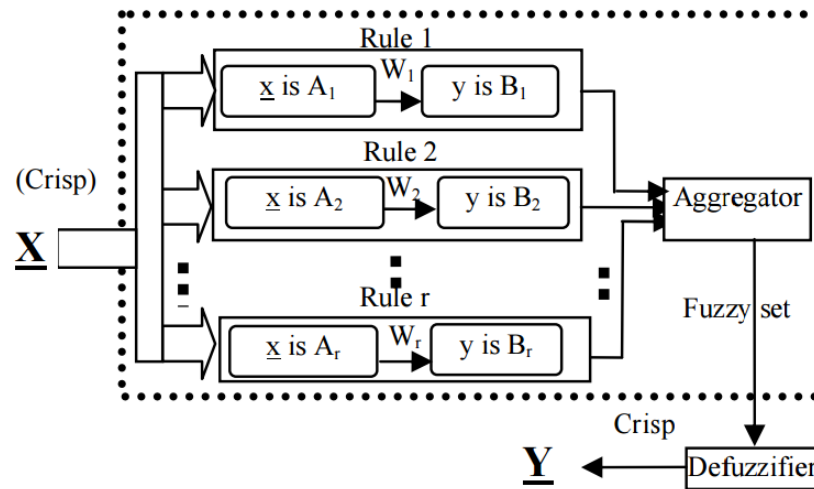 Rule 1
x is A₁ W₁ y is B₁
Rule 2
(Crisp)
x is A₂ W₂ y is B₂
Aggregator
X
Rule r
Fuzzy set
x is Aᵣ Wᵣ y is Bᵣ
Crisp
Y
Defuzzifier